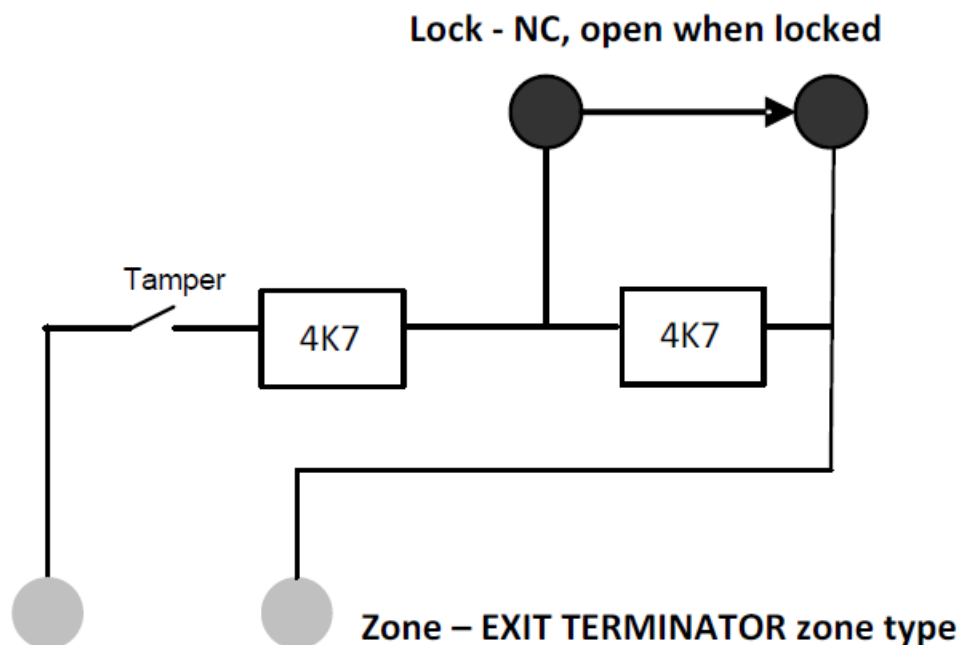 Lock - NC, open when locked
Tamper
4K7
4K7
Zone – EXIT TERMINATOR zone type